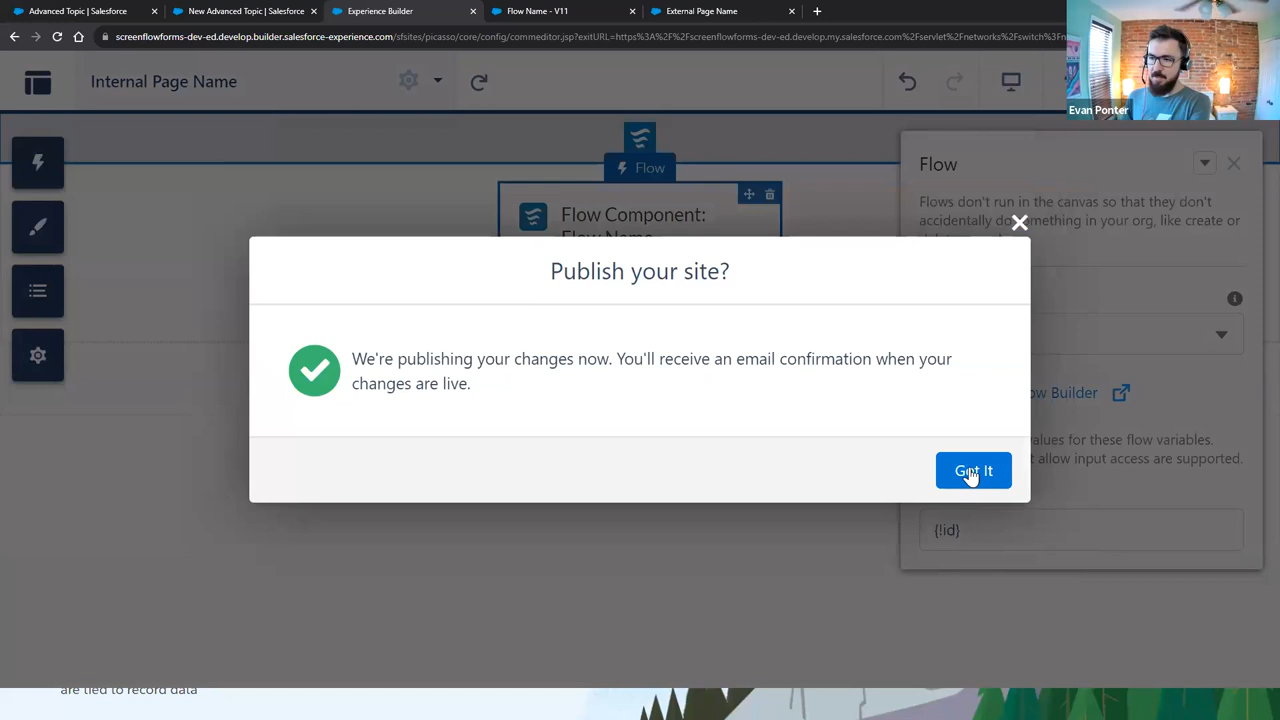 Advanced Topic | Salesforce
New Advanced Topic | Salesforce
Experience Builder
Flow Name - V11
External Page Name
screenflowforms-dev-ed.develop.builder.salesforce-experience.com/sfsites/picasso/core/config/commeditor.jsp?exitURL=https%3A%2F%2Fscreenflowforms-dev-ed.develop.my.salesforce.com%2Fservlet%2Fnetworks%2Fswitch%3Fn
Internal Page Name
Evan Ponter
Flow
Flow
Flows don't run in the canvas so that they don't
accidentally do something in your org, like create or
Flow Component:
Publish your site?
We're publishing your changes now. You'll receive an email confirmation when your
changes are live.
Got It
Builder
values for these flow variables.
allow input access are supported.
{!id}
are tied to record data